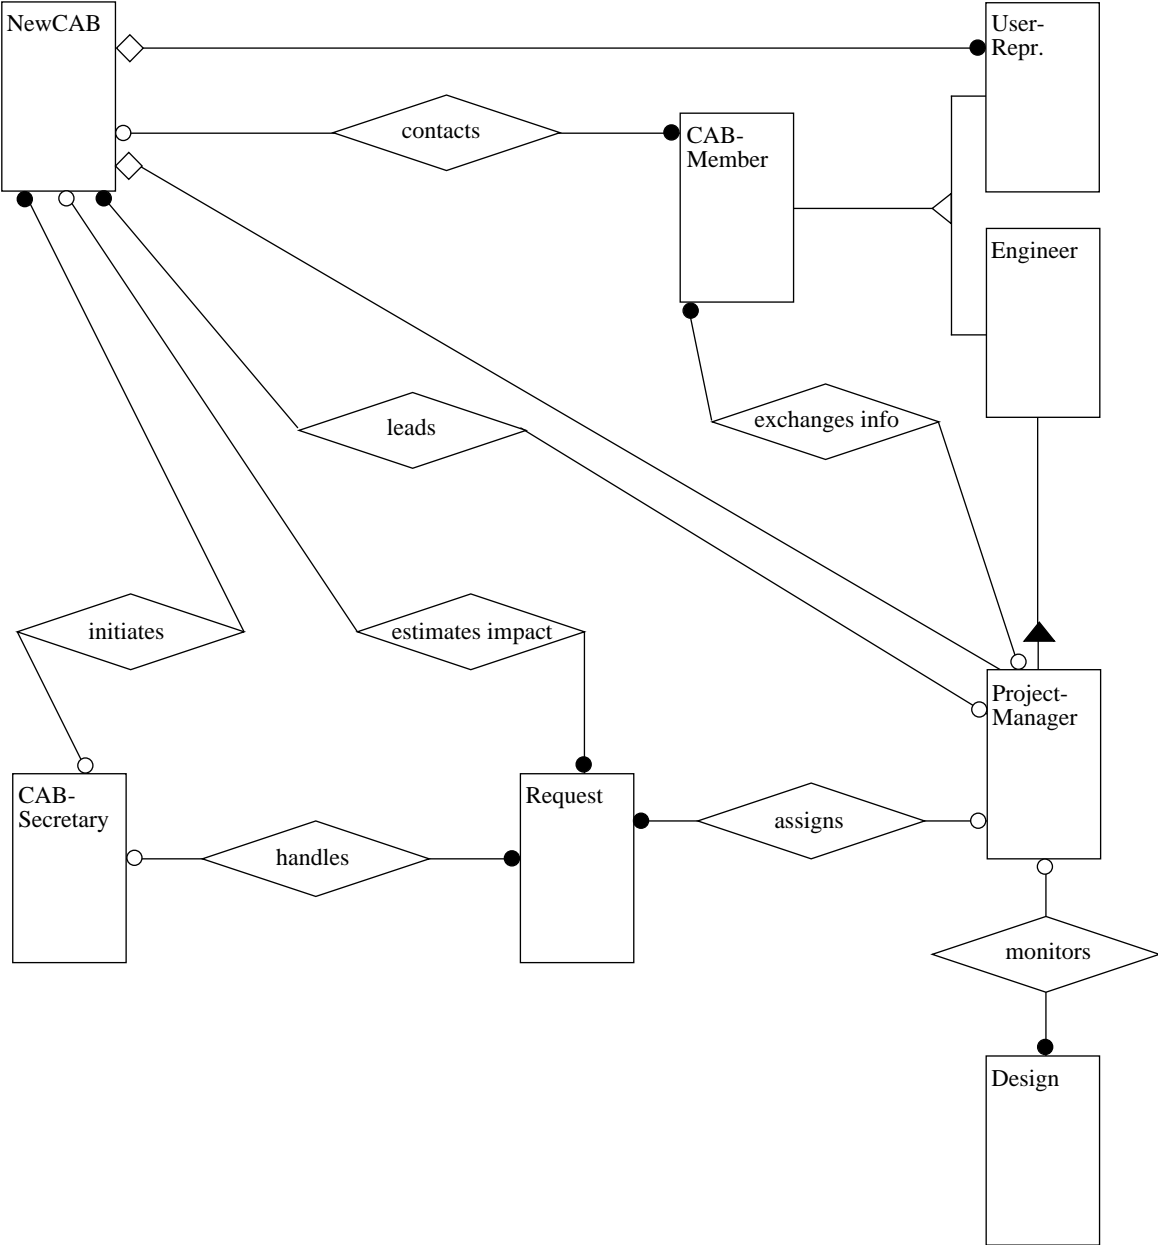 NewCAB
User-
Repr.
contacts
CAB-
Member
Engineer
leads
exchanges info
initiates
estimates impact
Project-
Manager
CAB-
Secretary
Request
assigns
handles
monitors
Design